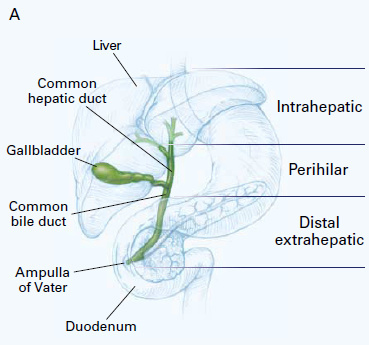 A
Liver
Common
hepatic duct
Intrahepatic
Gallbladder
Perihilar
Common
bile duct
Distal
extrahepatic
Ampulla
of Vater
Duodenum